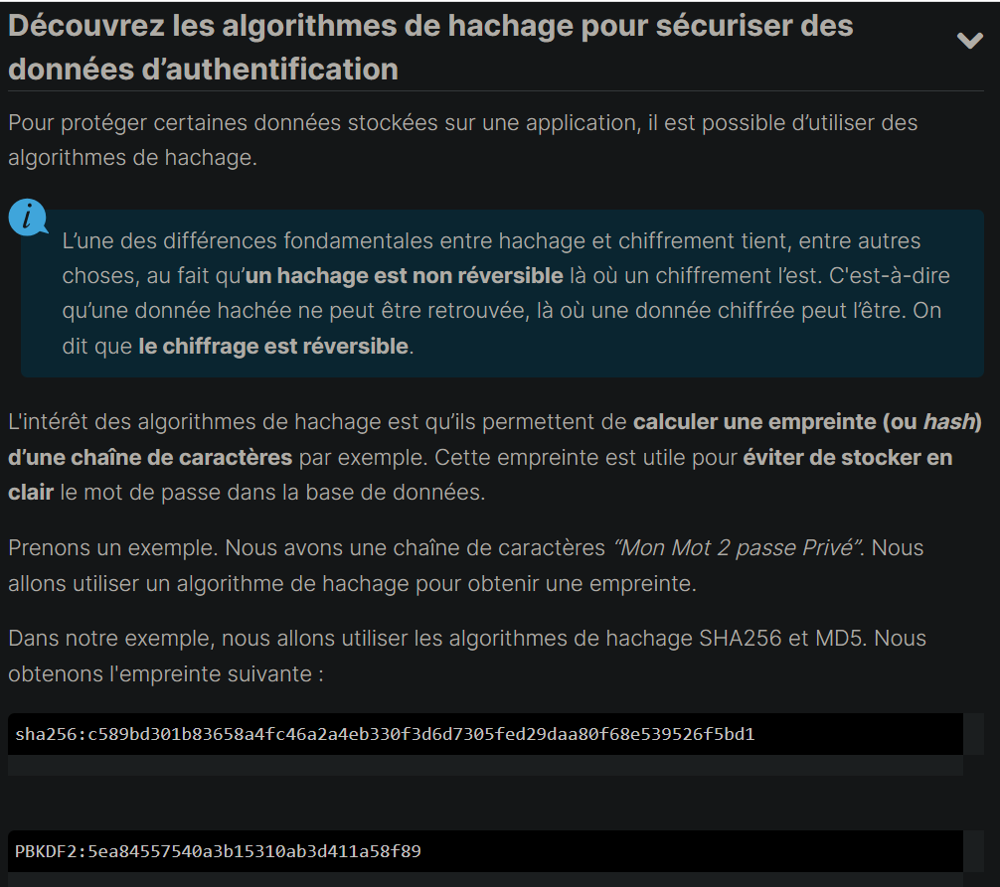 Découvrez les algorithmes de hachage pour sécuriser des
données d’authentification
Pour protéger certaines données stockées sur une application, il est possible d’utiliser des
algorithmes de hachage.
i
L’une des différences fondamentales entre hachage et chiffrement tient, entre autres
choses, au fait qu’un hachage est non réversible là où un chiffrement l’est. C'est-à-dire
qu’une donnée hachée ne peut être retrouvée, là où une donnée chiffrée peut l’être. On
dit que le chiffrage est réversible.
L'intérêt des algorithmes de hachage est qu’ils permettent de calculer une empreinte (ou hash)
d’une chaîne de caractères par exemple. Cette empreinte est utile pour éviter de stocker en
clair le mot de passe dans la base de données.
Prenons un exemple. Nous avons une chaîne de caractères “Mon Mot 2 passe Privé”. Nous
allons utiliser un algorithme de hachage pour obtenir une empreinte.
Dans notre exemple, nous allons utiliser les algorithmes de hachage SHA256 et MD5. Nous
obtenons l'empreinte suivante :
sha256:c589bd301b83658a4fc46a2a4eb330f3d6d7305fed29daa80f68e539526f5bd1
PBKDF2:5ea84557540a3b15310ab3d411a58f89